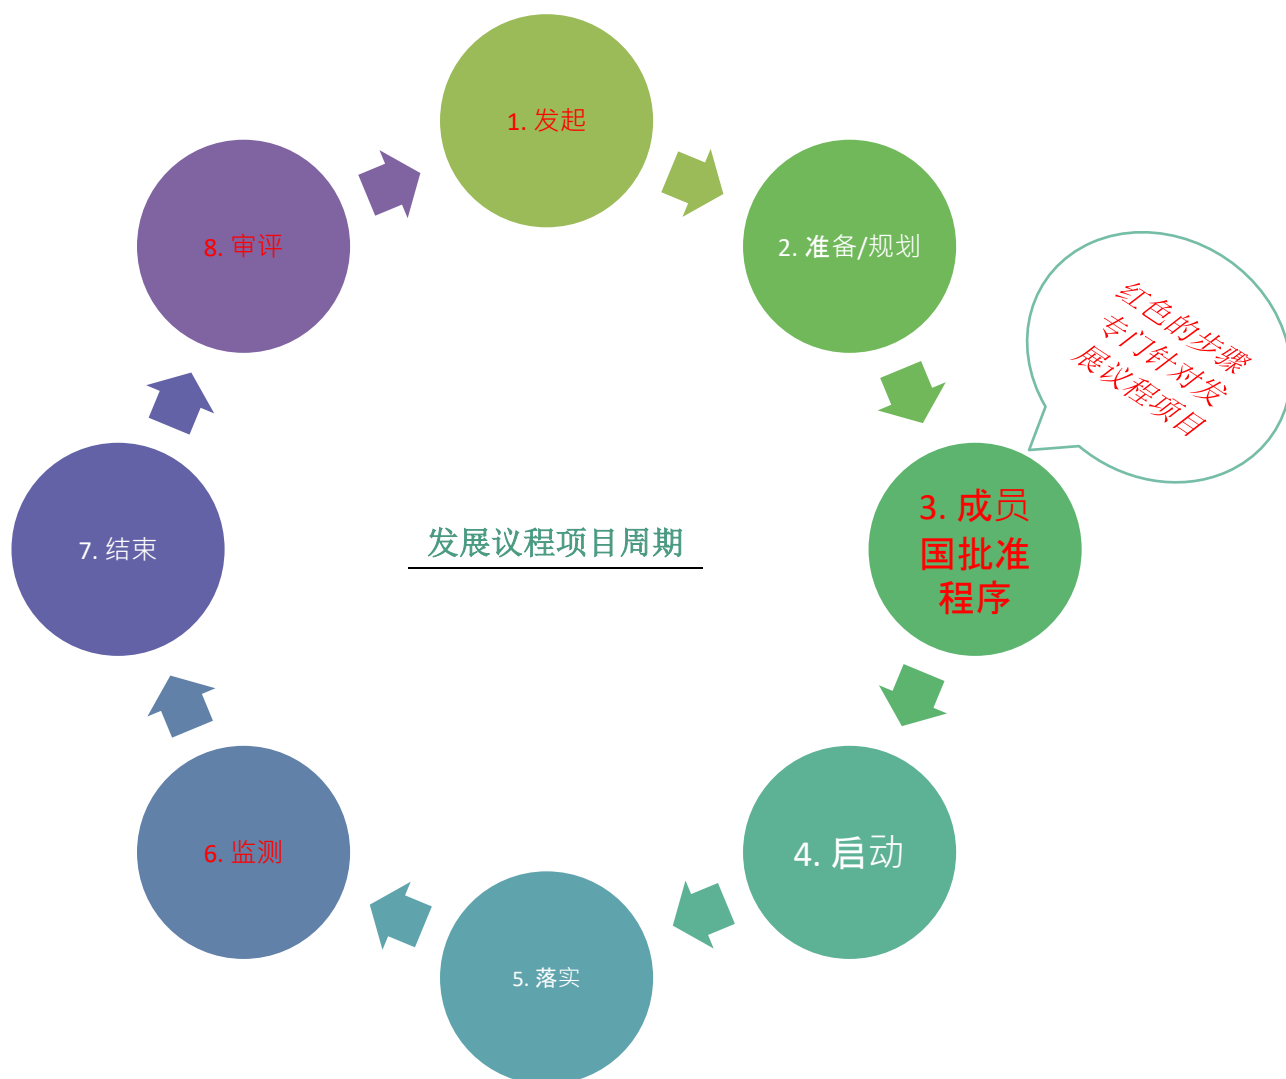 1. 发起
2. 准备/规划
红色的步骤
专门针对发
展议程项目
3. 成员
国批准
程序
4. 启动
5. 落实
6. 监测
7. 结束
8. 审评
发展议程项目周期